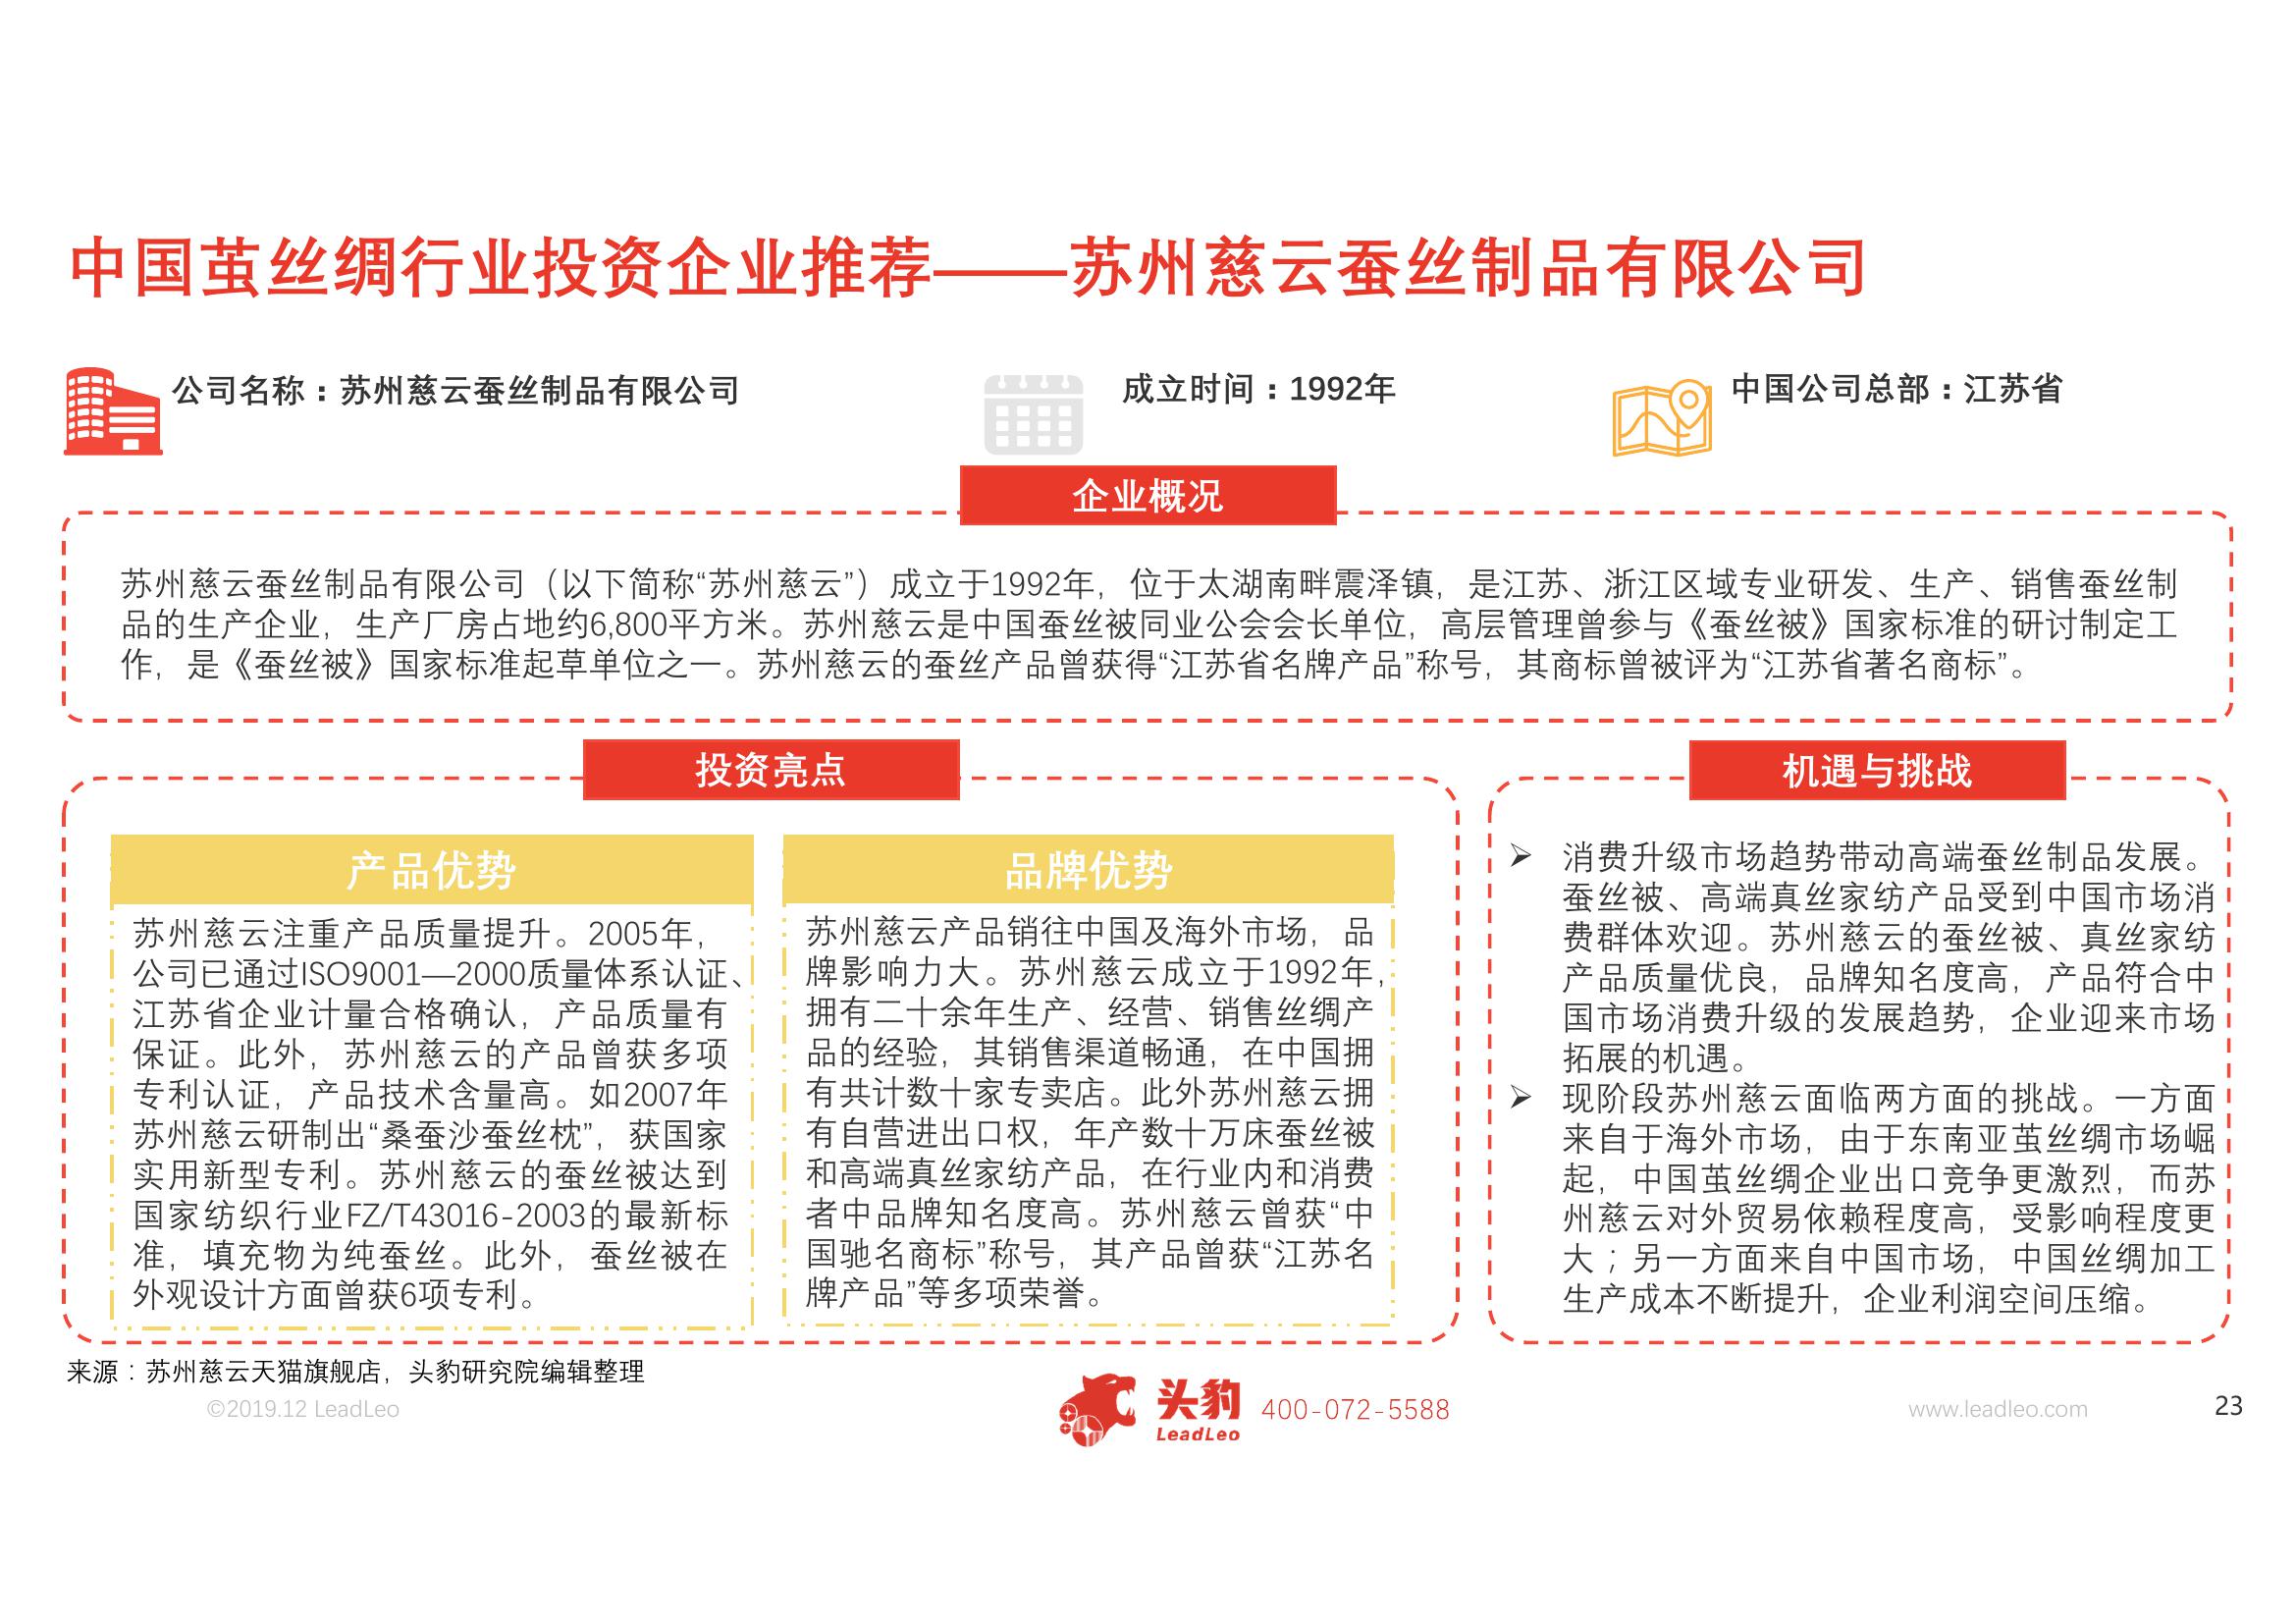 中国茧丝绸行业投资企业推荐——苏州慈云蚕丝制品有限公司
公司名称：苏州慈云蚕丝制品有限公司
成立时间：1992年
中国公司总部：江苏省
企业概况
苏州慈云蚕丝制品有限公司（以下简称“苏州慈云”）成立于1992年，位于太湖南畔震泽镇，是江苏、浙江区域专业研发、生产、销售蚕丝制
品的生产企业，生产厂房占地约6,800平方米。苏州慈云是中国蚕丝被同业公会会长单位，高层管理曾参与《蚕丝被》国家标准的研讨制定工
作，是《蚕丝被》国家标准起草单位之一。苏州慈云的蚕丝产品曾获得“江苏省名牌产品”称号，其商标曾被评为“江苏省著名商标”。
投资亮点
产品优势
苏州慈云注重产品质量提升。2005年，
公司已通过ISO9001—2000质量体系认证、
江苏省企业计量合格确认，产品质量有
保证。此外，苏州慈云的产品曾获多项
专利认证，产品技术含量高。如2007年
苏州慈云研制出“桑蚕沙蚕丝枕”，获国家
实用新型专利。苏州慈云的蚕丝被达到
国家纺织行业FZ/T43016-2003的最新标
准，填充物为纯蚕丝。此外，蚕丝被在
外观设计方面曾获6项专利。
品牌优势
苏州慈云产品销往中国及海外市场，品
牌影响力大。苏州慈云成立于1992年，
拥有二十余年生产、经营、销售丝绸产
品的经验，其销售渠道畅通，在中国拥
有共计数十家专卖店。此外苏州慈云拥
有自营进出口权，年产数十万床蚕丝被
和高端真丝家纺产品，在行业内和消费
者中品牌知名度高。苏州慈云曾获“中
国驰名商标”称号，其产品曾获“江苏名
牌产品”等多项荣誉。
机遇与挑战
➢ 消费升级市场趋势带动高端蚕丝制品发展。
蚕丝被、高端真丝家纺产品受到中国市场消
费群体欢迎。苏州慈云的蚕丝被、真丝家纺
产品质量优良，品牌知名度高，产品符合中
国市场消费升级的发展趋势，企业迎来市场
拓展的机遇。
➢ 现阶段苏州慈云面临两方面的挑战。一方面
来自于海外市场，由于东南亚茧丝绸市场崛
起，中国茧丝绸企业出口竞争更激烈，而苏
州慈云对外贸易依赖程度高，受影响程度更
大；另一方面来自中国市场，中国丝绸加工
生产成本不断提升，企业利润空间压缩。
来源：苏州慈云天猫旗舰店，头豹研究院编辑整理
©2019.12 LeadLeo
头豹
LeadLeo
400-072-5588
www.leadleo.com
23